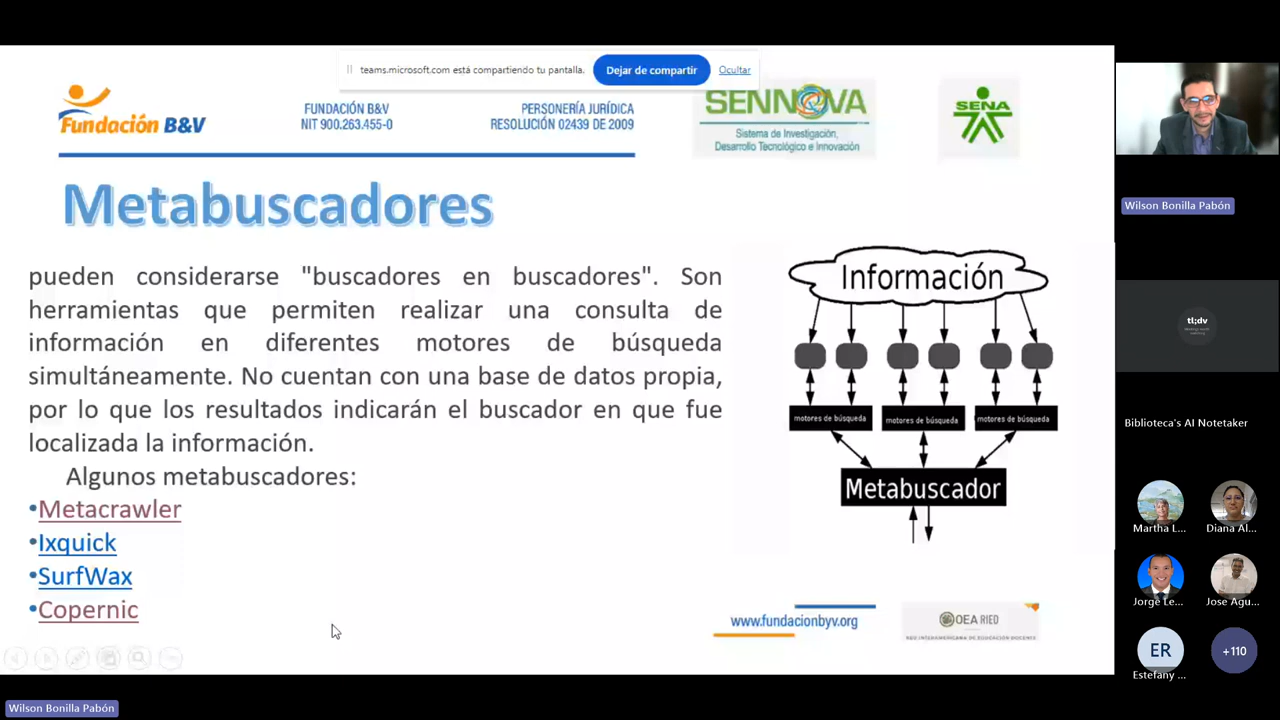 teams.microsoft.com está compartiendo tu pantalla.
Dejar de compartir
Ocultar
Fundación B&V
FUNDACIÓN B&V
NIT 900.263.455-0
PERSONERÍA JURÍDICA
RESOLUCIÓN 02439 DE 2009
SENNOVA
Sistema de Investigación,
Desarrollo Tecnológico e Innovación
SENA
Metabuscadores
pueden considerarse "buscadores en buscadores". Son
herramientas que permiten realizar una consulta de
información en diferentes motores de búsqueda
simultáneamente. No cuentan con una base de datos propia,
por lo que los resultados indicarán el buscador en que fue
localizada la información.
Algunos metabuscadores:
•Metacrawler
•Ixquick
•SurfWax
•Copernic
Información
motores de búsqueda
motores de búsqueda
motores de búsqueda
Metabuscador
www.fundacionbyv.org
OEA RIED
RED INTERAMERICANA DE EDUCACIÓN DOCENTE
Wilson Bonilla Pabón
tl;dv
Biblioteca's AI Notetaker
Martha L...
Diana Al...
Jorge Le...
Jose Agu...
ER
Estefany ...
+110
Wilson Bonilla Pabón